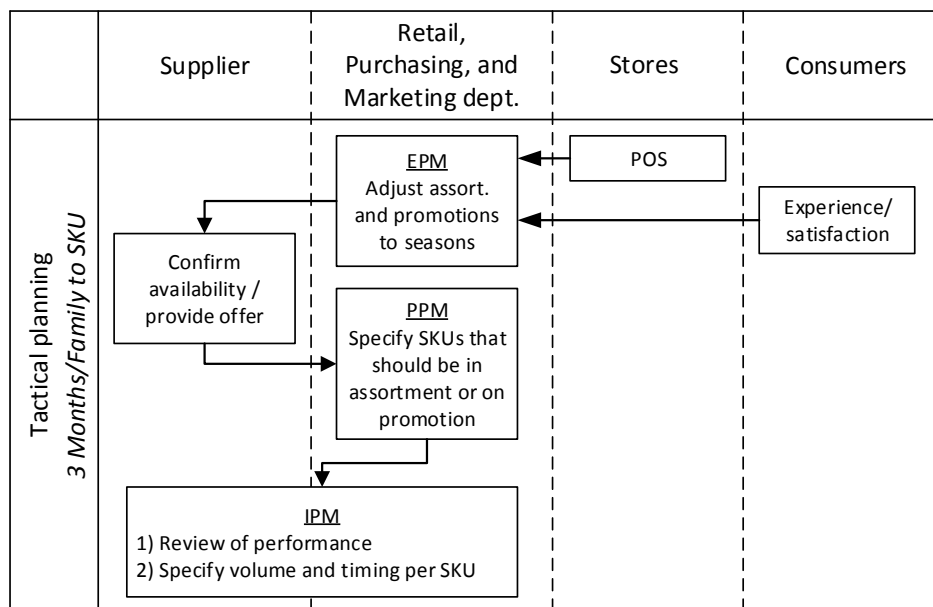 Supplier
Retail,
Purchasing, and
Marketing dept.
Stores
Consumers
Tactical planning
3 Months/Family to SKU
EPM
Adjust assort.
and promotions
to seasons
POS
Experience/
satisfaction
Confirm
availability /
provide offer
PPM
Specify SKUs that
should be in
assortment or on
promotion
IPM
1) Review of performance
2) Specify volume and timing per SKU